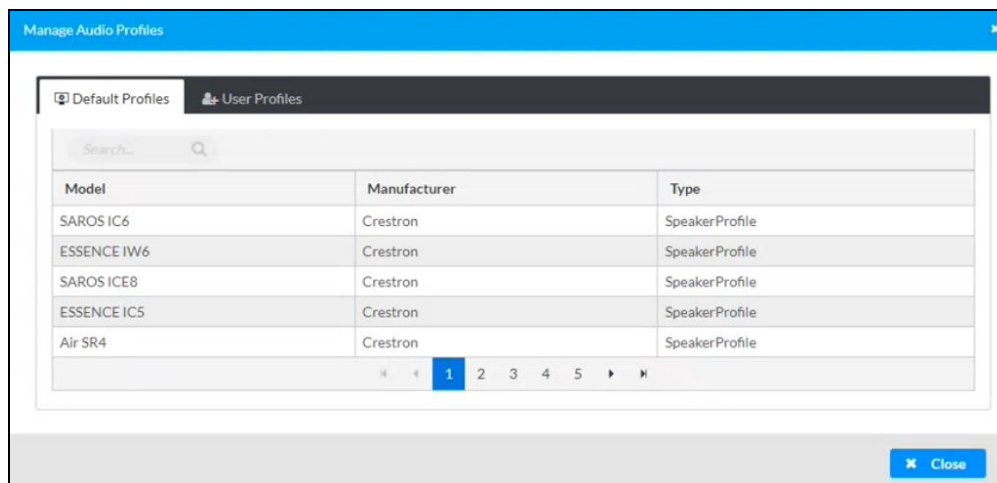 Manage Audio Profiles
Default Profiles User Profiles
Search...
Model Manufacturer Type
SAROS IC6 Crestron SpeakerProfile
ESSENCE IW6 Crestron SpeakerProfile
SAROS ICE8 Crestron SpeakerProfile
ESSENCE IC5 Crestron SpeakerProfile
Air SR4 Crestron SpeakerProfile
1 2 3 4 5
Close